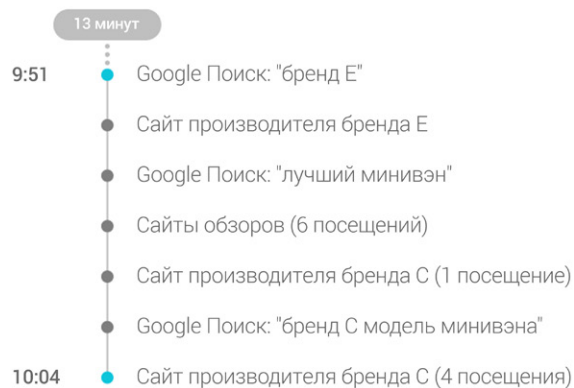 13 минут
9:51 Google Поиск: "бренд E"
Сайт производителя бренда E
Google Поиск: "лучший минивэн"
Сайты обзоров (6 посещений)
Сайт производителя бренда C (1 посещение)
Google Поиск: "бренд C модель минивэна"
10:04 Сайт производителя бренда C (4 посещения)